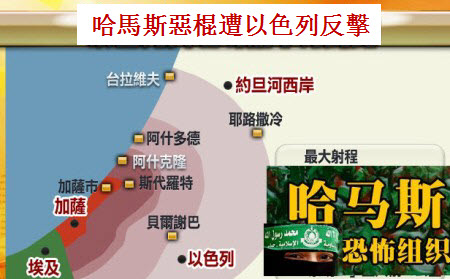 哈馬斯惡棍遭以色列反擊
台拉維夫
約旦河西岸
耶路撒冷
阿什多德
阿什克隆
最大射程
加薩市
斯代羅特
加薩
貝爾謝巴
埃及
以色列
哈马斯
恐怖组织